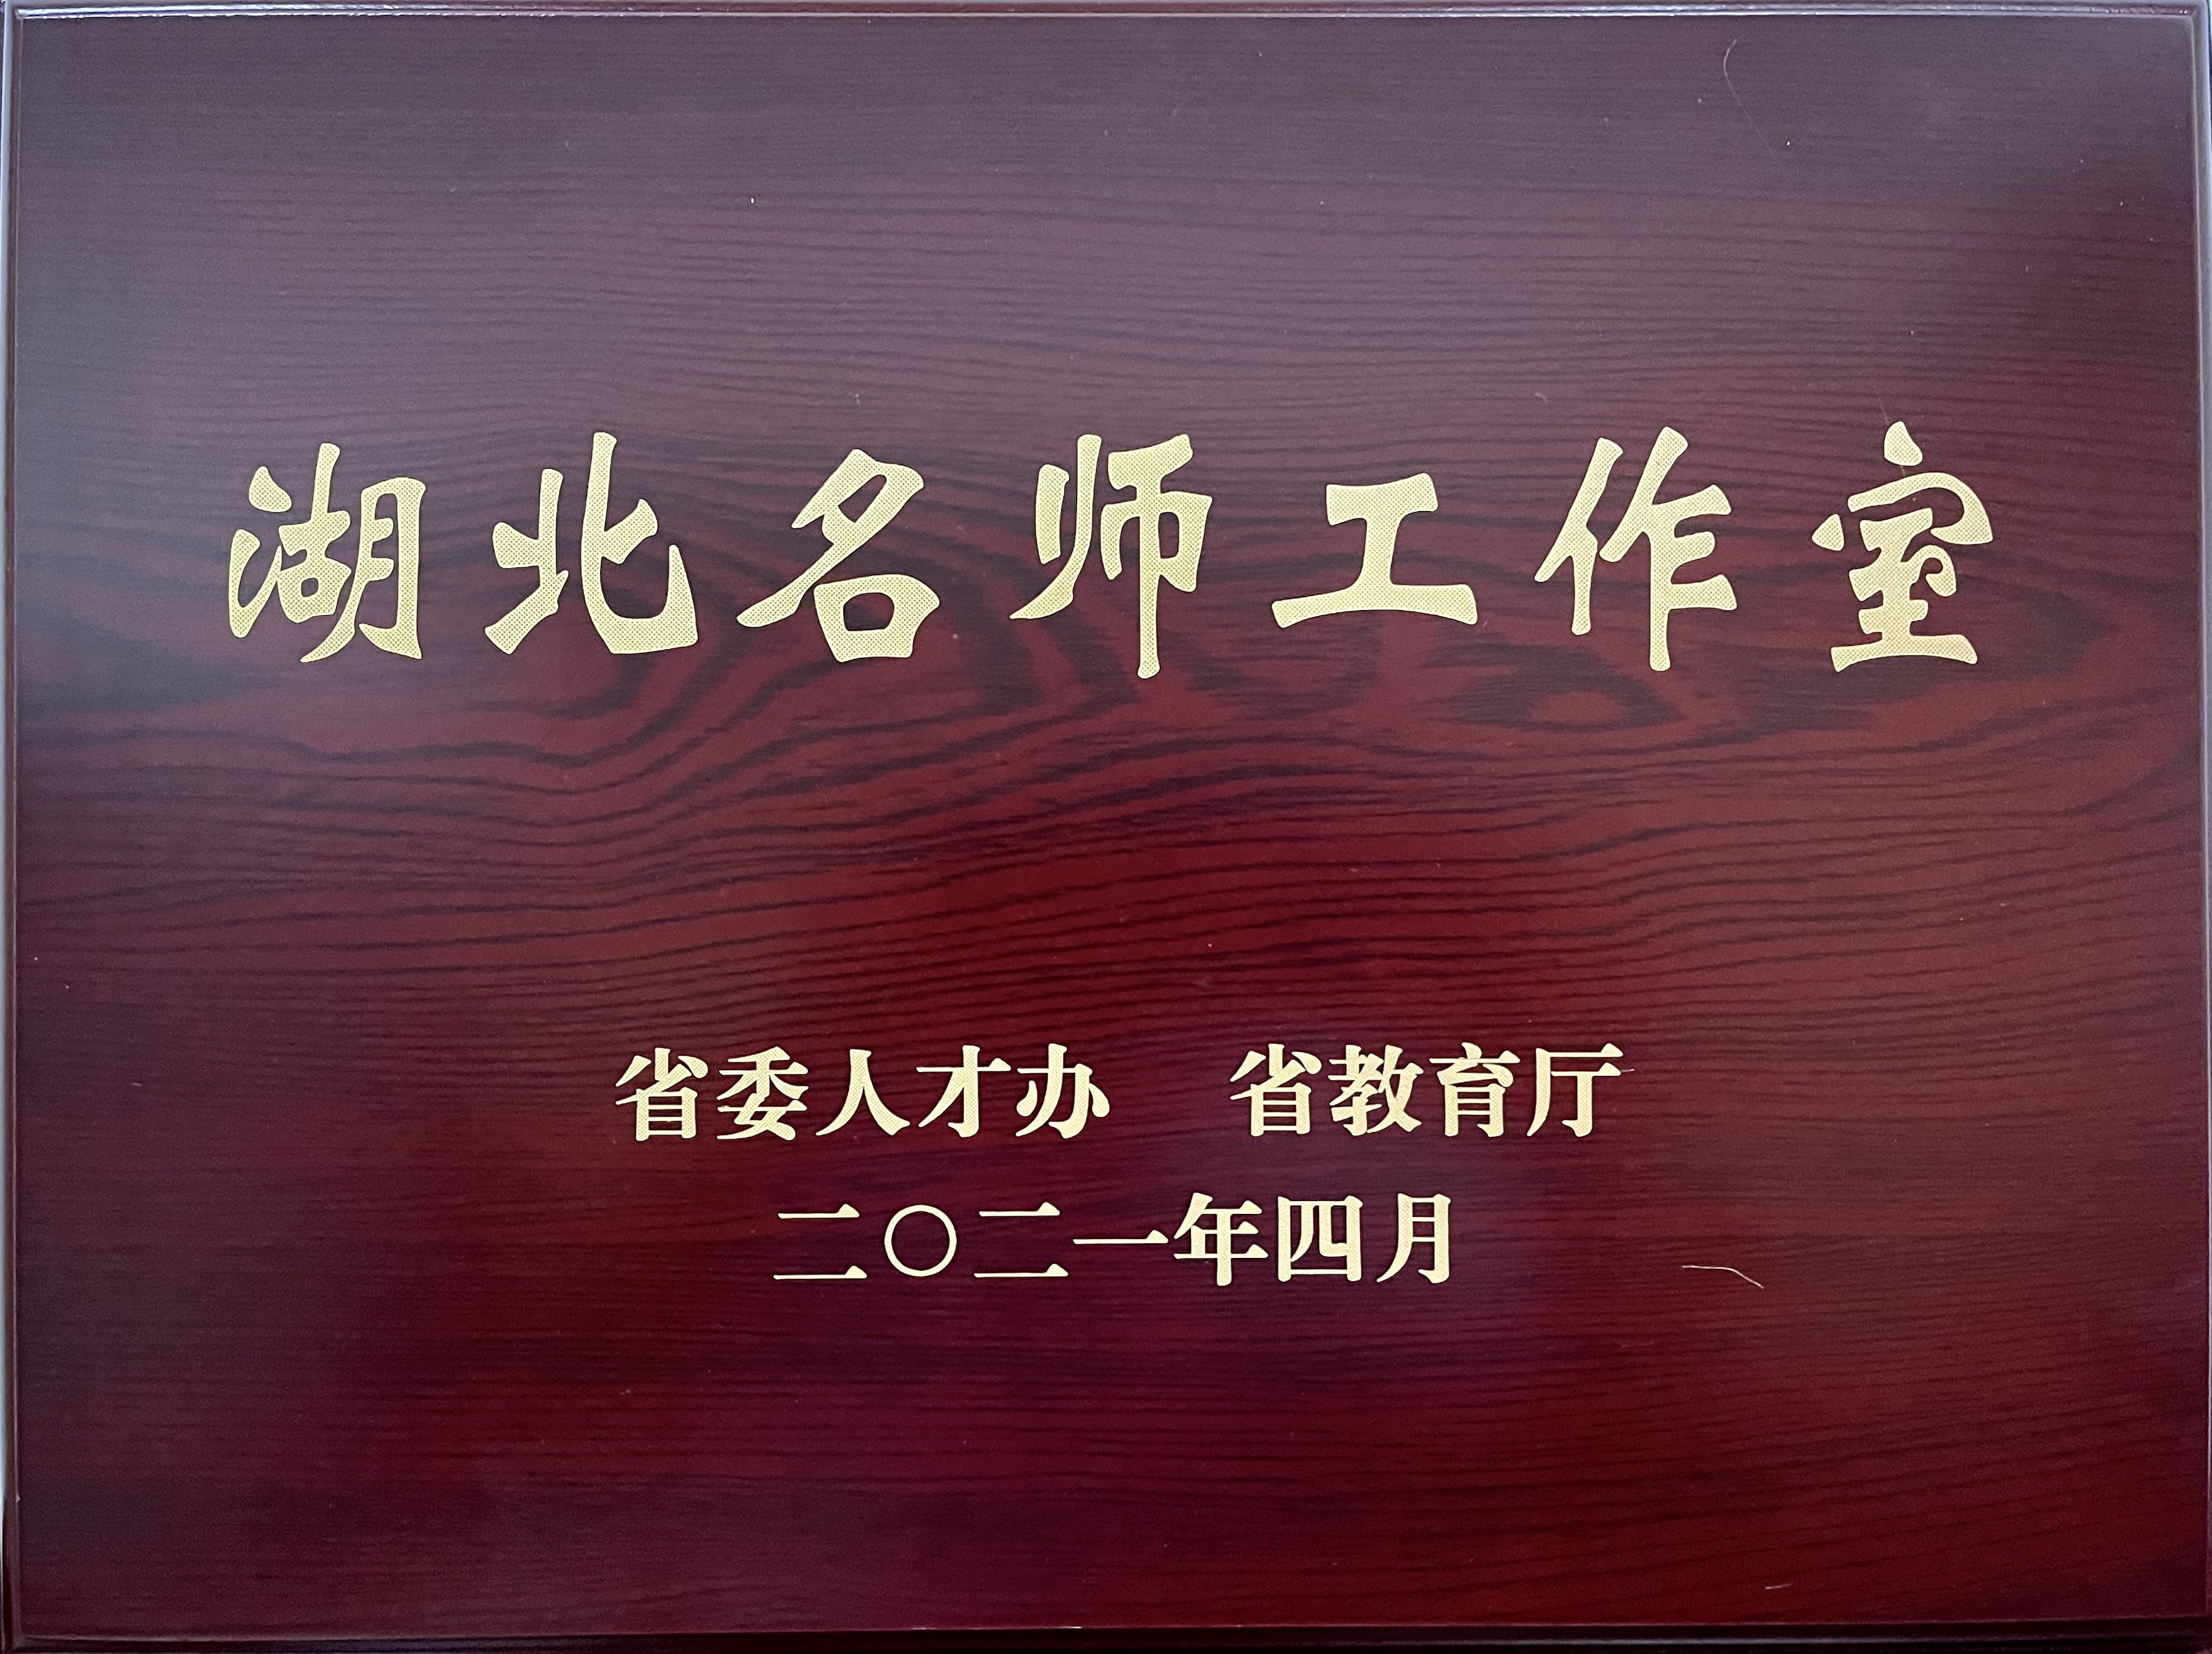 湖北名师工作室
省委人才办 省教育厅
二〇二一年四月